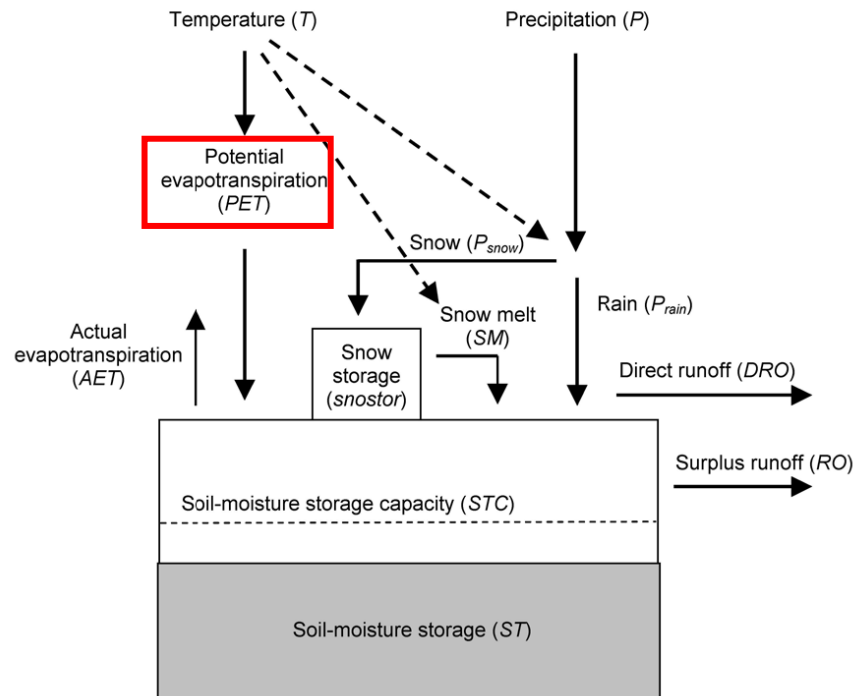 Temperature (T)
Precipitation (P)
Potential
evapotranspiration
(PET)
Snow (Psnow)
Rain (Prain)
Snow melt
(SM)
Actual
evapotranspiration
(AET)
Snow
storage
(snostor)
Direct runoff (DRO)
Surplus runoff (RO)
Soil-moisture storage capacity (STC)
Soil-moisture storage (ST)